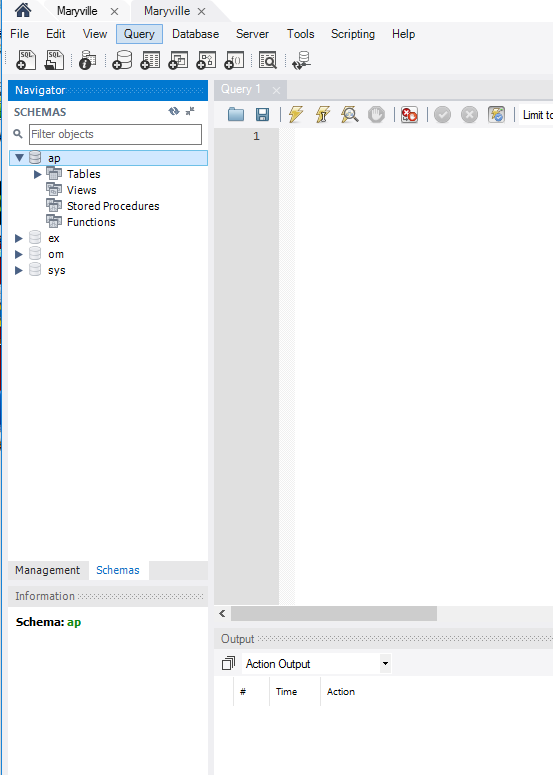 Maryville Maryville
File Edit View Query Database Server Tools Scripting Help
SQL SQL
Navigator
SCHEMAS
Filter objects
ap
Tables
Views
Stored Procedures
Functions
ex
om
sys
Management Schemas
Information
Schema: ap
Query 1
Limit to
1
Output
Action Output
# Time Action